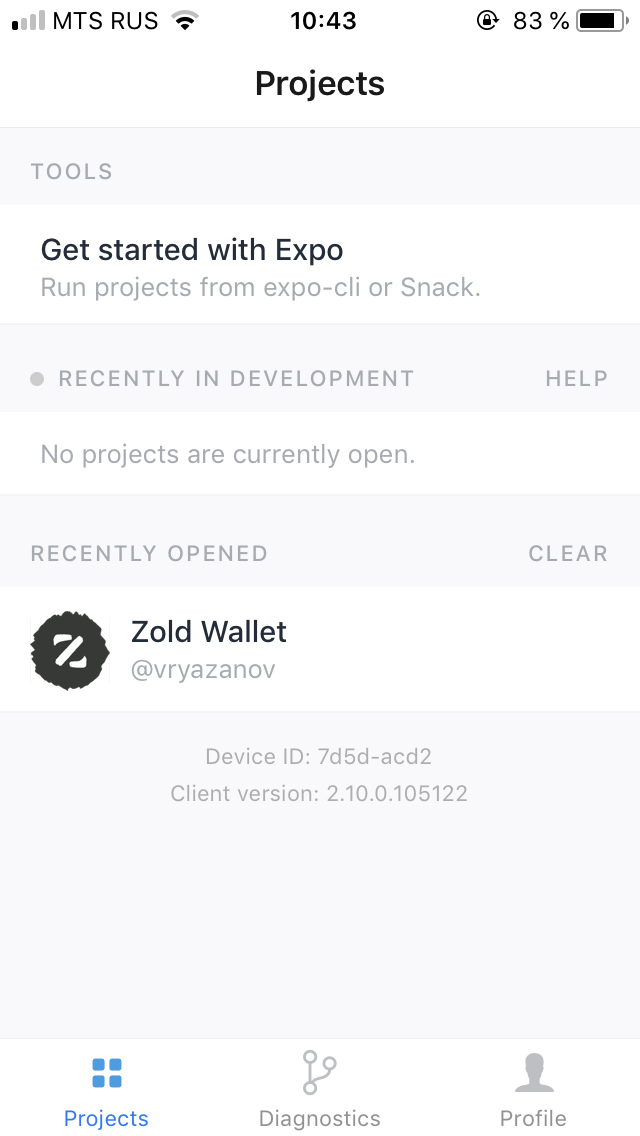 MTS RUS 10:43 83 %
Projects
TOOLS
Get started with Expo
Run projects from expo-cli or Snack.
RECENTLY IN DEVELOPMENT HELP
No projects are currently open.
RECENTLY OPENED CLEAR
Z
Zold Wallet
@vryazanov
Device ID: 7d5d-acd2
Client version: 2.10.0.105122
Projects Diagnostics Profile